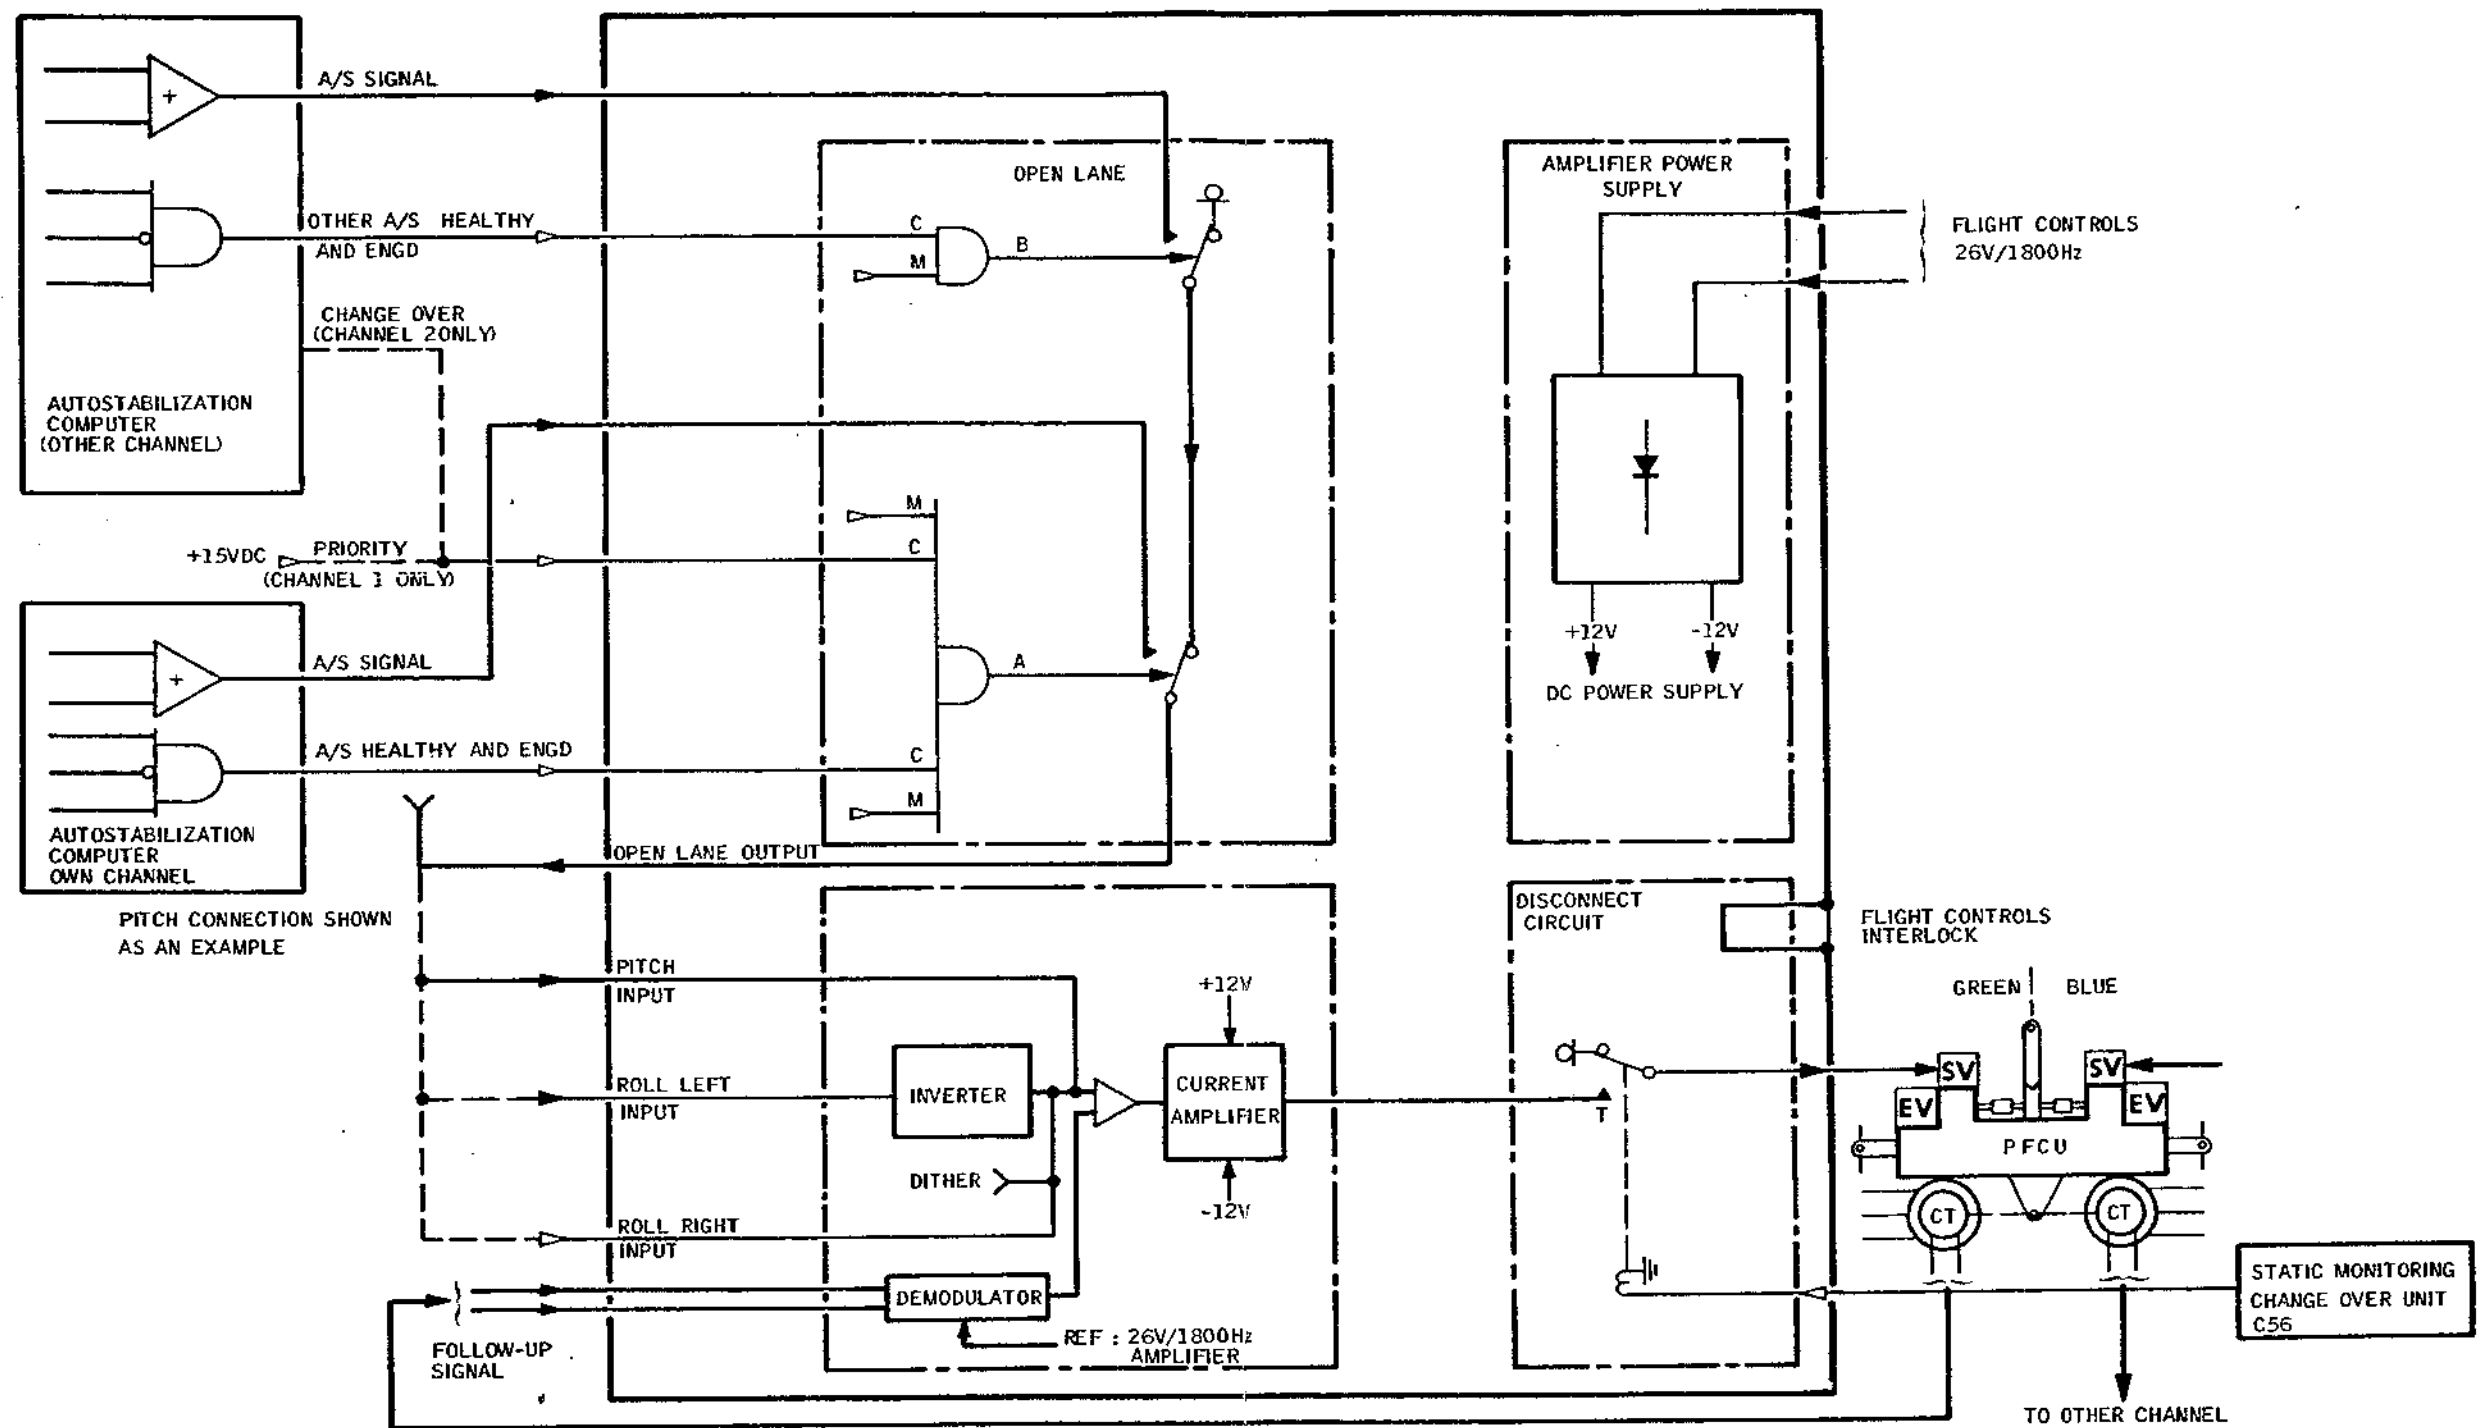 A/S SIGNAL
+
OTHER A/S HEALTHY
AND ENGD
CHANGE OVER
(CHANNEL 2ONLY)
AUTOSTABILIZATION
COMPUTER
(OTHER CHANNEL)
+15VDC
PRIORITY
(CHANNEL 1 ONLY)
A/S SIGNAL
+
A/S HEALTHY AND ENGD
AUTOSTABILIZATION
COMPUTER
OWN CHANNEL
PITCH CONNECTION SHOWN
AS AN EXAMPLE
OPEN LANE
C
M
B
M
C
A
C
M
OPEN LANE OUTPUT
AMPLIFIER POWER
SUPPLY
FLIGHT CONTROLS
26V/1800Hz
+12V
-12V
DC POWER SUPPLY
PITCH
INPUT
ROLL LEFT
INPUT
INVERTER
DITHER
ROLL RIGHT
INPUT
+12V
CURRENT
AMPLIFIER
-12V
DEMODULATOR
REF : 26V/1800Hz
AMPLIFIER
FOLLOW-UP
SIGNAL
DISCONNECT
CIRCUIT
T
FLIGHT CONTROLS
INTERLOCK
GREEN
BLUE
SV
SV
EV
EV
PFCU
CT
CT
STATIC MONITORING
CHANGE OVER UNIT
C56
TO OTHER CHANNEL